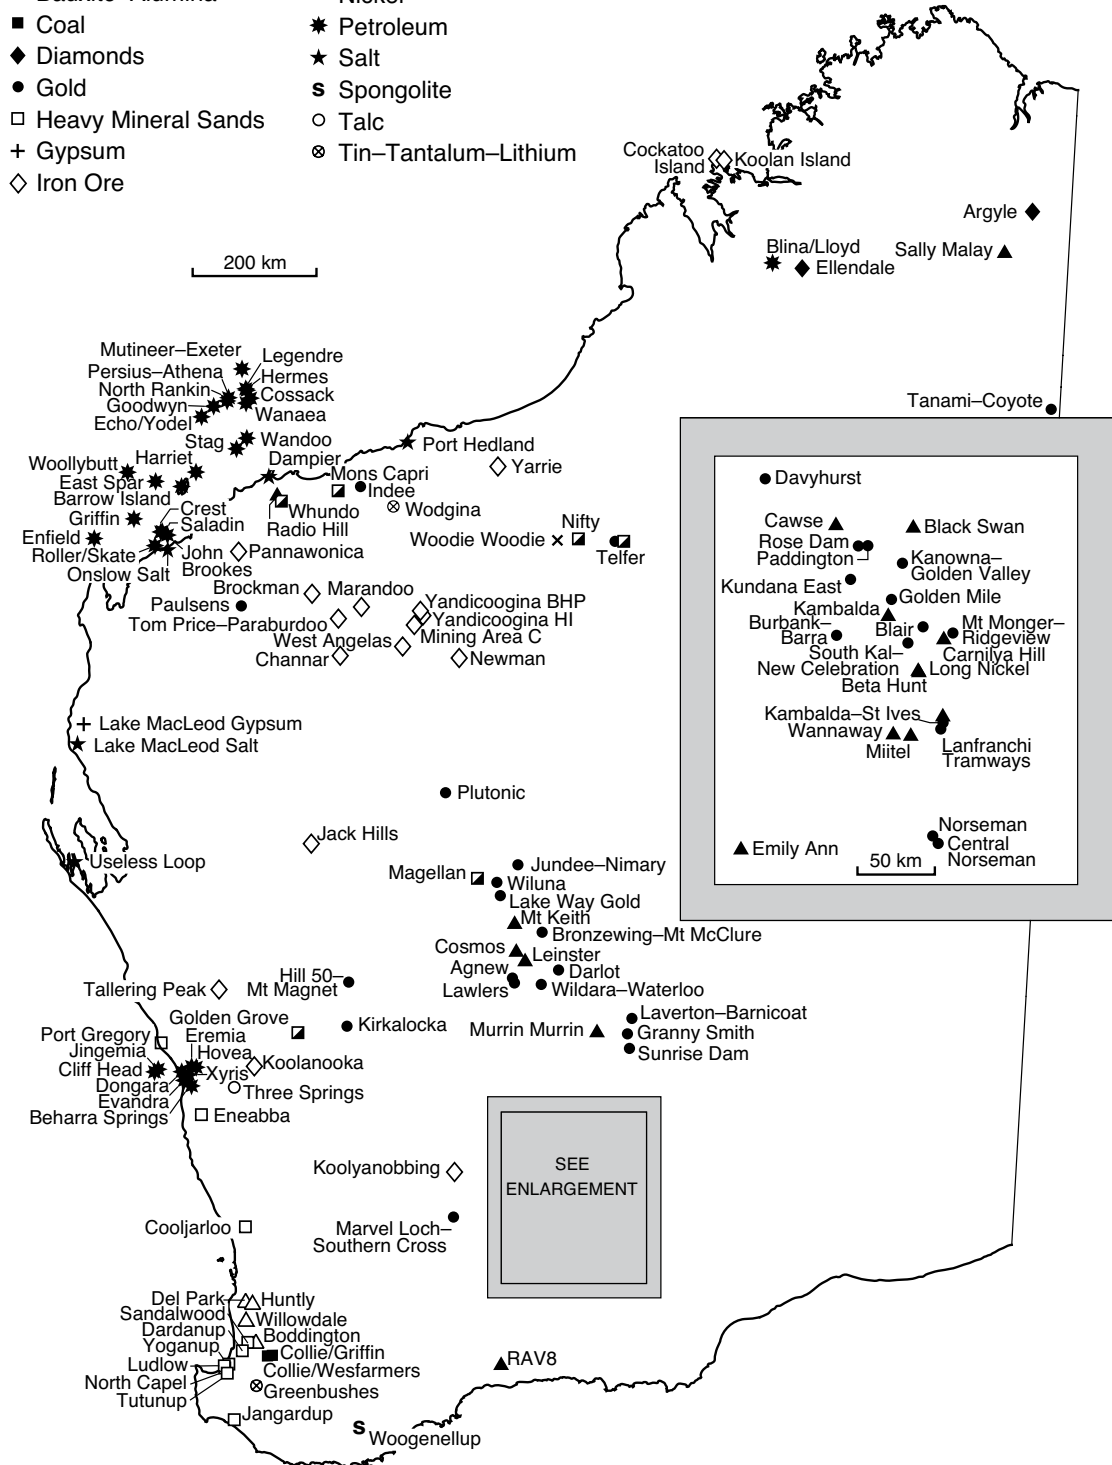 Bauxite–Alumina
Nickel
Coal
Petroleum
Diamonds
Salt
Gold
s Spongolite
Heavy Mineral Sands
Talc
Gypsum
Tin–Tantalum–Lithium
Iron Ore
Cockatoo
Island
Koolan Island
Argyle
Blina/Lloyd
Sally Malay
Ellendale
200 km
Mutineer–Exeter
Legendre
Persius–Athena
Hermes
North Rankin
Cossack
Goodwyn
Wanaea
Echo/Yodel
Tanami–Coyote
Stag
Wandoo
Port Hedland
Woollybutt
Harriet
Dampier
Yarrie
East Spar
Mons Capri
Barrow Island
Indee
Crest
Whundo
Wodgina
Griffin
Saladin
Radio Hill
Nifty
Enfield
Woodie Woodie
Roller/Skate
John
Brookes
Pannawonica
Telfer
Onslow Salt
Brockman
Marandoo
Paulsens
Yandicoogina BHP
Tom Price–Paraburdoo
Yandicoogina HI
West Angelas
Mining Area C
Channar
Newman
Lake MacLeod Gypsum
Lake MacLeod Salt
Plutonic
Jack Hills
Useless Loop
Magellan
Jundee–Nimary
Wiluna
Lake Way Gold
Mt Keith
Bronzewing–Mt McClure
Cosmos
Leinster
Agnew
Darlot
Lawlers
Wildara–Waterloo
Hill 50–
Mt Magnet
Tallering Peak
Golden Grove
Kirkalocka
Murrin Murrin
Laverton–Barnicoat
Granny Smith
Sunrise Dam
Port Gregory
Eremia
Jingemia
Hovea
Cliff Head
Xyris
Koolanooka
Dongara
Three Springs
Evandra
Beharra Springs
Eneabba
Koolyanobbing
SEE
ENLARGEMENT
Cooljarloo
Marvel Loch–
Southern Cross
Del Park
Huntly
Sandalwood
Willowdale
Dardanup
Boddington
Yoganup
Collie/Griffin
Ludlow
Collie/Wesfarmers
North Capel
Greenbushes
Tutunup
Jangardup
RAV8
s
Woogenellup
Davyhurst
Cawse
Black Swan
Rose Dam
Paddington
Kanowna–
Golden Valley
Kundana East
Golden Mile
Kambalda
Burbank–
Barra
Blair
Mt Monger–
Ridgeview
South Kal–
New Celebration
Carnilya Hill
Long Nickel
Beta Hunt
Kambalda–St Ives
Wannaway
Miitel
Lanfranchi
Tramways
Norseman
Emily Ann
Central
Norseman
50 km